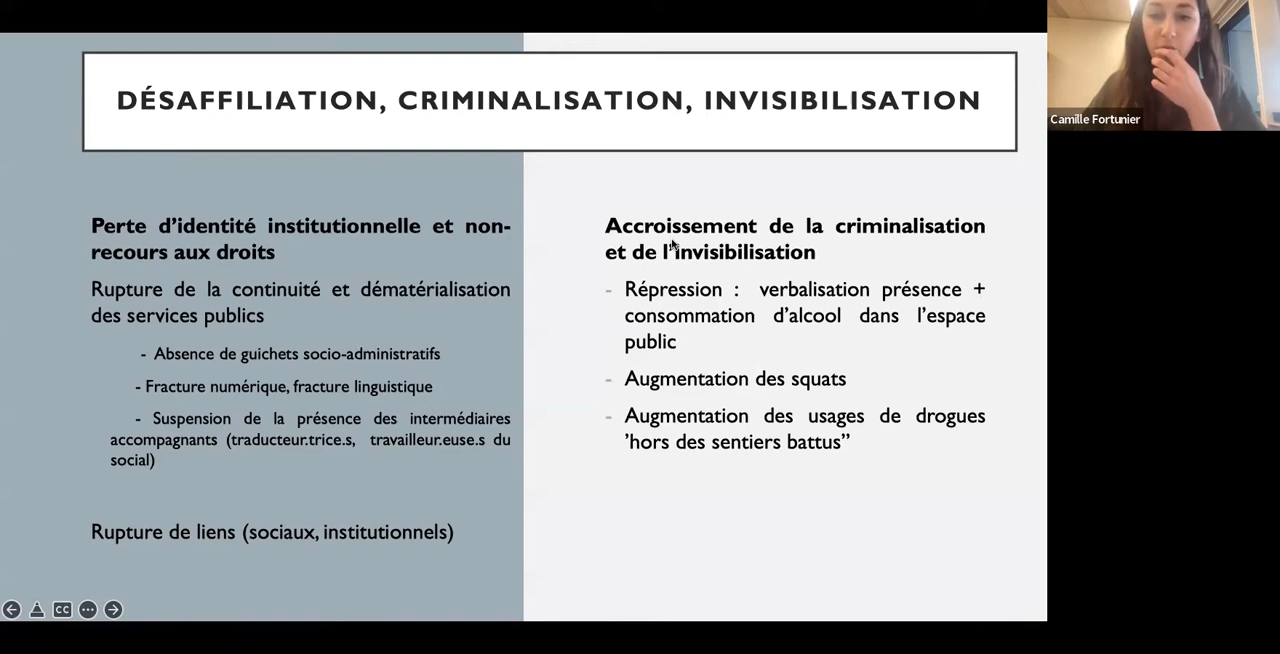 DÉSAFFILIATION, CRIMINALISATION, INVISIBILISATION
Camille Fortunier
Perte d’identité institutionnelle et non-
recours aux droits
Rupture de la continuité et dématérialisation
des services publics
- Absence de guichets socio-administratifs
- Fracture numérique, fracture linguistique
- Suspension de la présence des intermédiaires
accompagnants (traducteur.trice.s, travailleur.euse.s du
social)
Rupture de liens (sociaux, institutionnels)
Accroissement de la criminalisation
et de l’invisibilisation
- Répression : verbalisation présence +
consommation d’alcool dans l’espace
public
- Augmentation des squats
- Augmentation des usages de drogues
’hors des sentiers battus”
CC